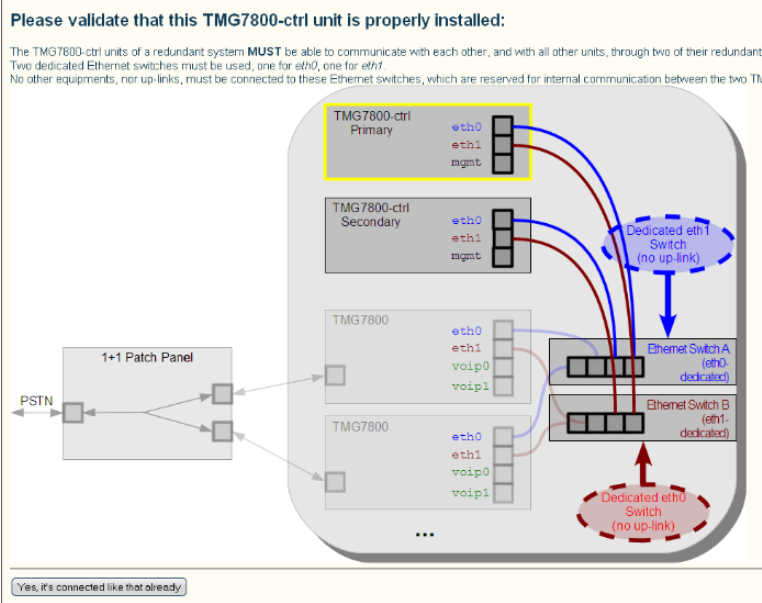 Please validate that this TMG7800-ctrl unit is properly installed:
The TMG7800-ctrl units of a redundant system MUST be able to communicate with each other, and with all other units, through two of their redundant
Two dedicated Ethernet switches must be used, one for eth0, one for eth1.
No other equipments, nor up-links, must be connected to these Ethernet switches, which are reserved for internal communication between the two
TMG7800-ctrl
Primary
eth0
eth1
mgmt
TMG7800-ctrl
Secondary
eth0
eth1
mgmt
Dedicated eth1
Switch
(no up-link)
TMG7800
eth0
eth1
voip0
voip1
Ethernet Switch A
(eth0-
dedicated)
1+1 Patch Panel
PSTN
Ethernet Switch B
(eth1-
dedicated)
TMG7800
eth0
eth1
voip0
voip1
Dedicated eth0
Switch
(no up-link)
...
Yes, it's connected like that already